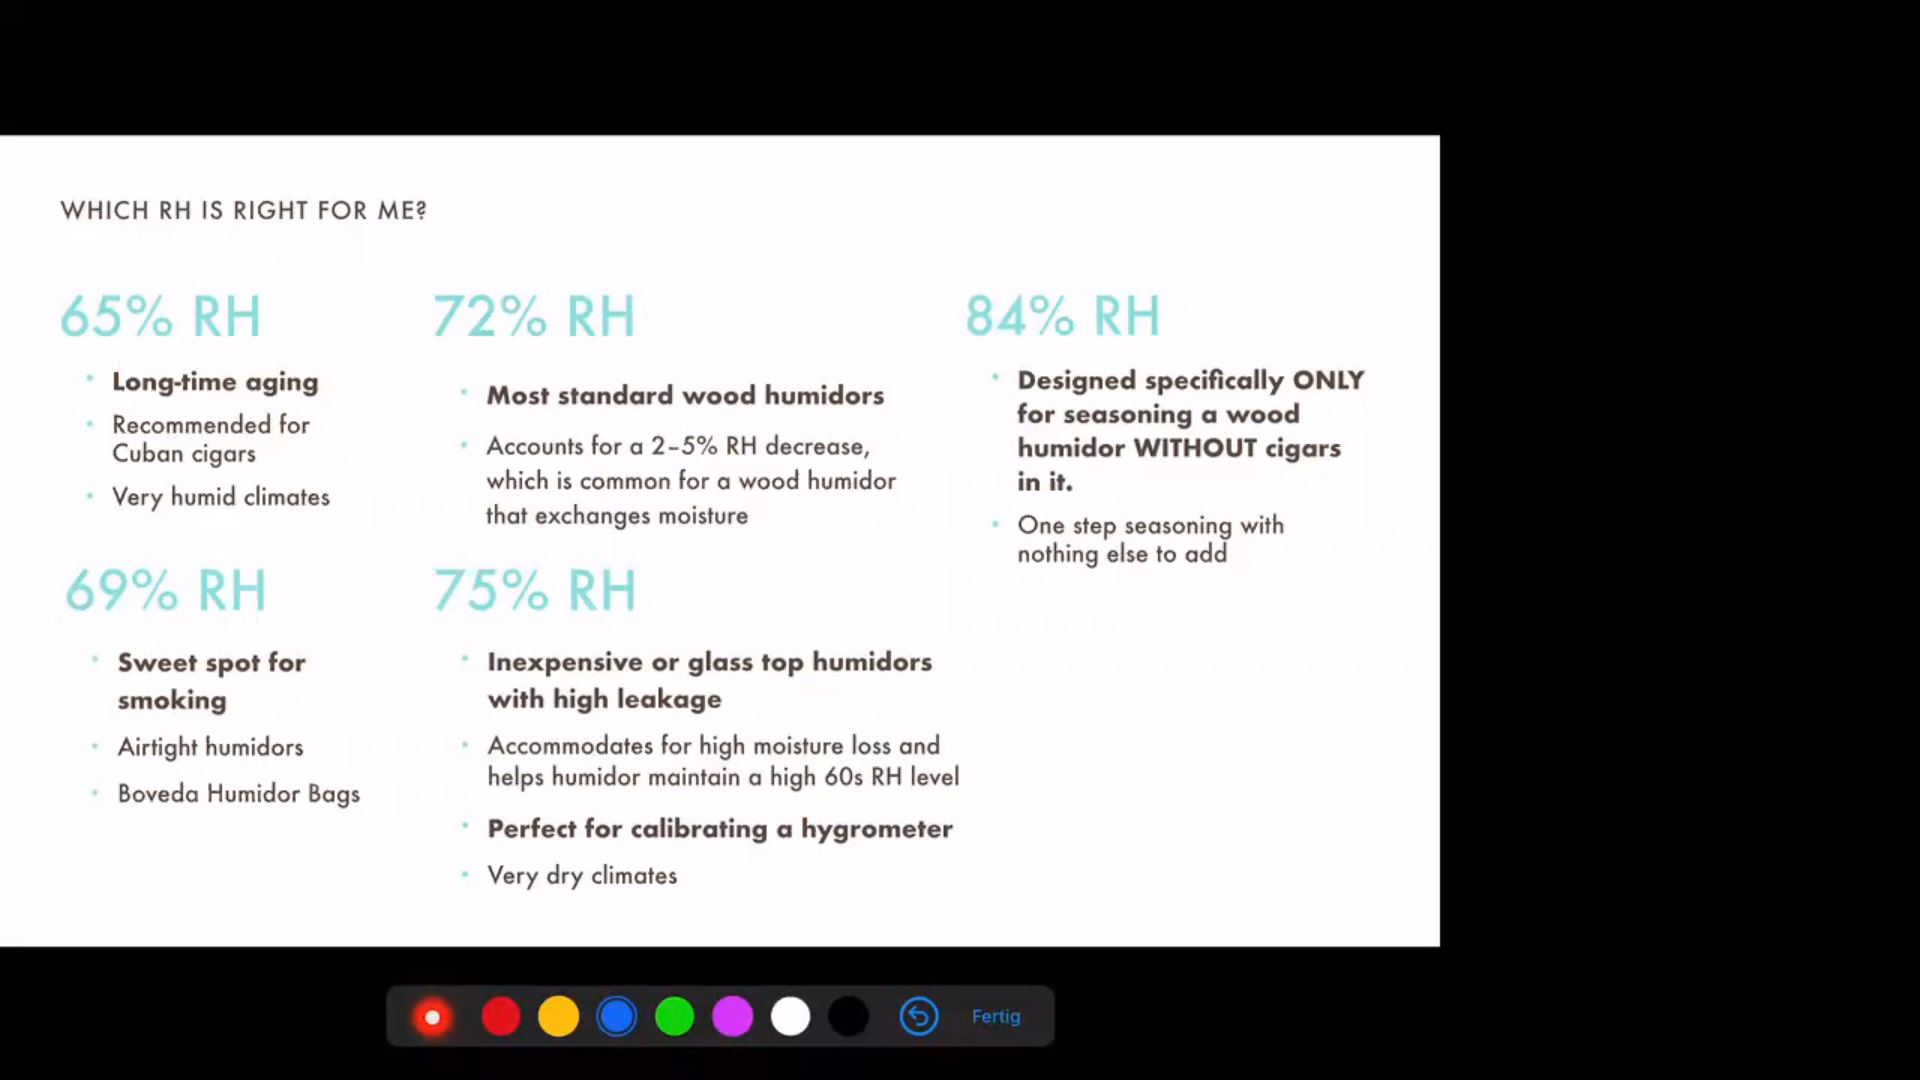 WHICH RH IS RIGHT FOR ME?
65% RH
Long-time aging
Recommended for
Cuban cigars
Very humid climates
69% RH
Sweet spot for
smoking
Airtight humidors
Boveda Humidor Bags
72% RH
Most standard wood humidors
Accounts for a 2–5% RH decrease,
which is common for a wood humidor
that exchanges moisture
75% RH
Inexpensive or glass top humidors
with high leakage
Accommodates for high moisture loss and
helps humidor maintain a high 60s RH level
Perfect for calibrating a hygrometer
Very dry climates
84% RH
Designed specifically ONLY
for seasoning a wood
humidor WITHOUT cigars
in it.
One step seasoning with
nothing else to add
Fertig